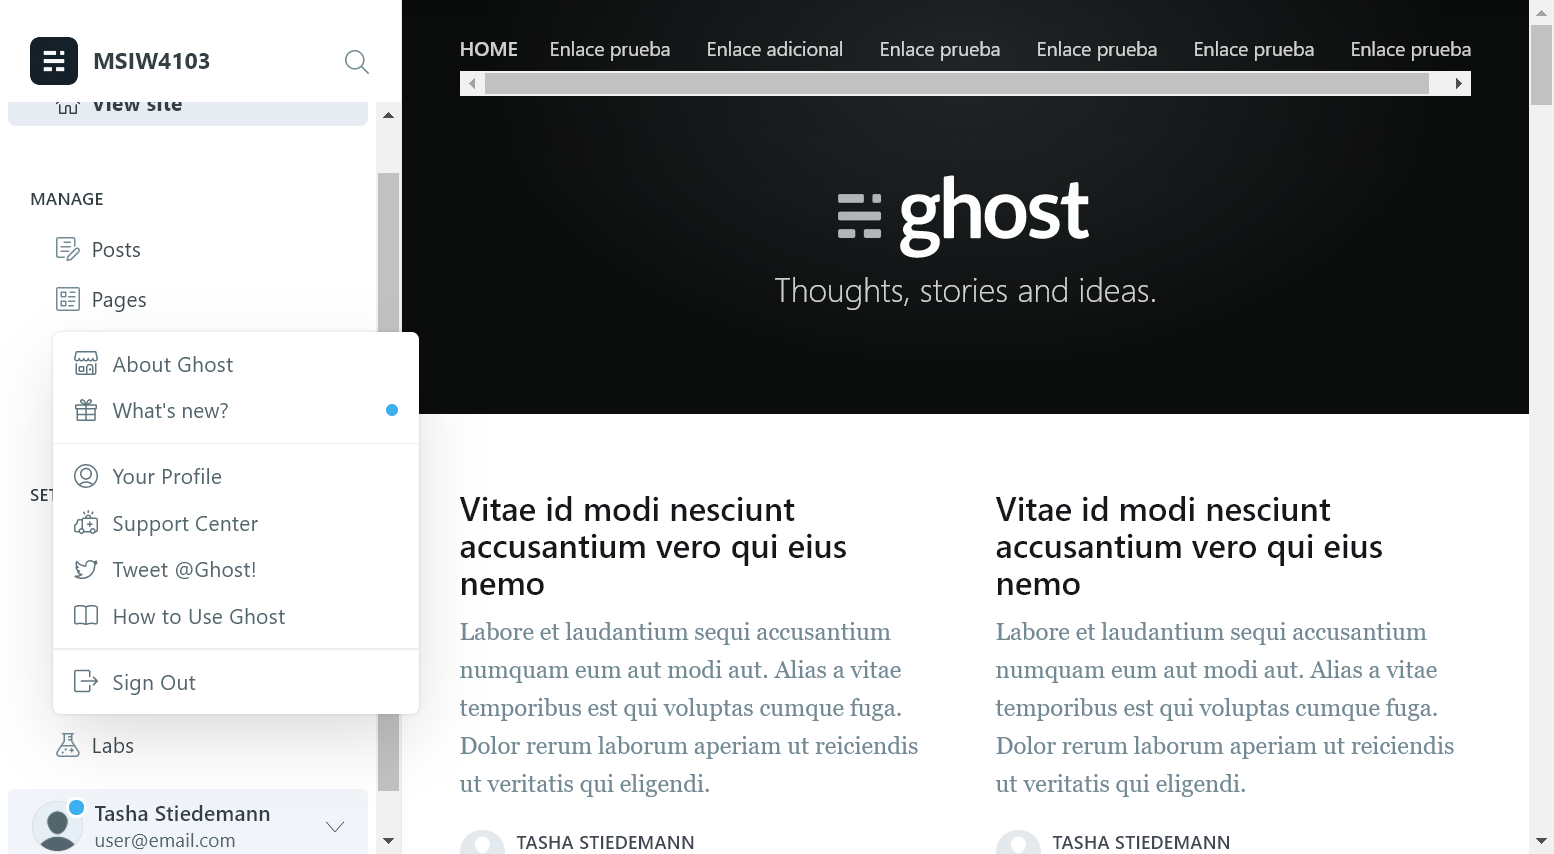 MSIW4103
View site
MANAGE
Posts
Pages
About Ghost
What's new?
Your Profile
SET
Support Center
Tweet @Ghost!
How to Use Ghost
Sign Out
Labs
Tasha Stiedemann
user@email.com
HOME Enlace prueba Enlace adicional Enlace prueba Enlace prueba Enlace prueba Enlace prueba
ghost
Thoughts, stories and ideas.
Vitae id modi nesciunt
accusantium vero qui eius
nemo
Labore et laudantium sequi accusantium
numquam eum aut modi aut. Alias a vitae
temporibus est qui voluptas cumque fuga.
Dolor rerum laborum aperiam ut reiciendis
ut veritatis qui eligendi.
TASHA STIEDEMANN
Vitae id modi nesciunt
accusantium vero qui eius
nemo
Labore et laudantium sequi accusantium
numquam eum aut modi aut. Alias a vitae
temporibus est qui voluptas cumque fuga.
Dolor rerum laborum aperiam ut reiciendis
ut veritatis qui eligendi.
TASHA STIEDEMANN